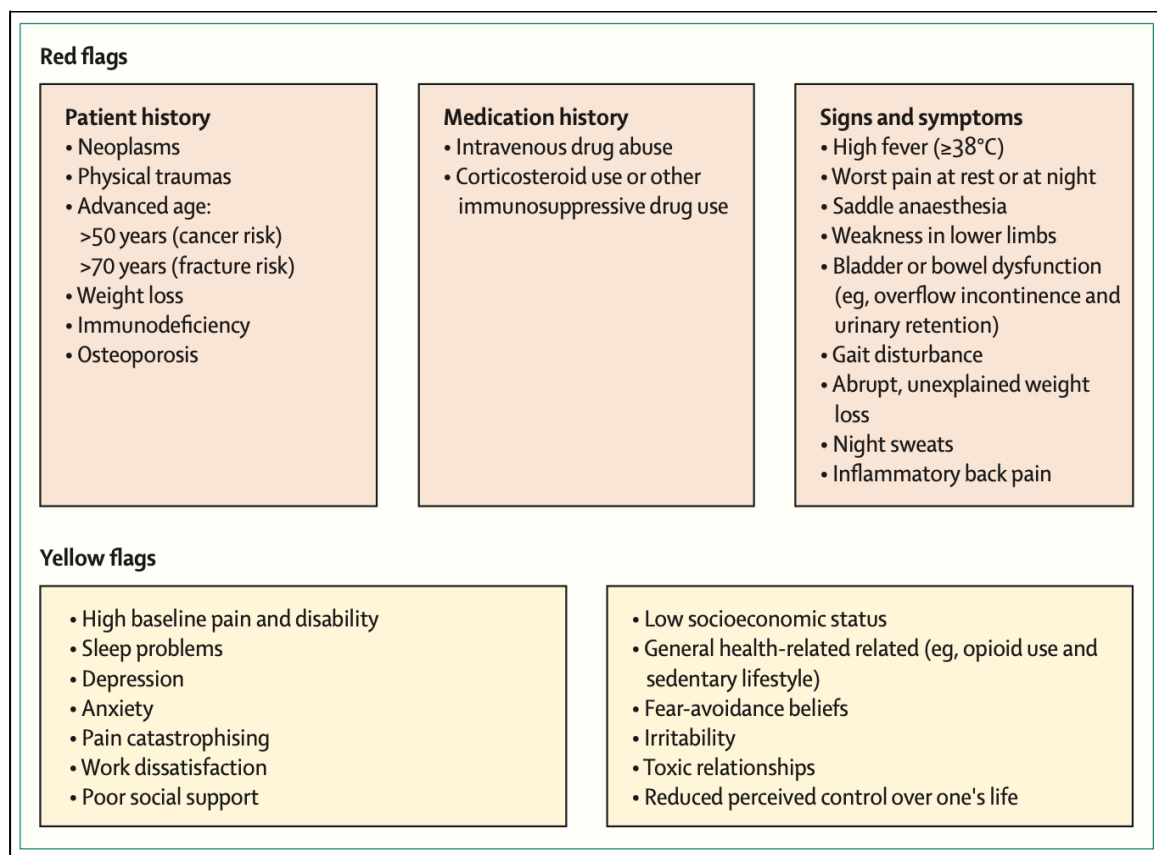 Red flags
Patient history
• Neoplasms
• Physical traumas
• Advanced age:
>50 years (cancer risk)
>70 years (fracture risk)
• Weight loss
• Immunodeficiency
• Osteoporosis
Medication history
• Intravenous drug abuse
• Corticosteroid use or other
immunosuppressive drug use
Signs and symptoms
• High fever (≥38°C)
• Worst pain at rest or at night
• Saddle anaesthesia
• Weakness in lower limbs
• Bladder or bowel dysfunction
(eg, overflow incontinence and
urinary retention)
• Gait disturbance
• Abrupt, unexplained weight
loss
• Night sweats
• Inflammatory back pain
Yellow flags
• High baseline pain and disability
• Sleep problems
• Depression
• Anxiety
• Pain catastrophising
• Work dissatisfaction
• Poor social support
• Low socioeconomic status
• General health-related related (eg, opioid use and
sedentary lifestyle)
• Fear-avoidance beliefs
• Irritability
• Toxic relationships
• Reduced perceived control over one's life